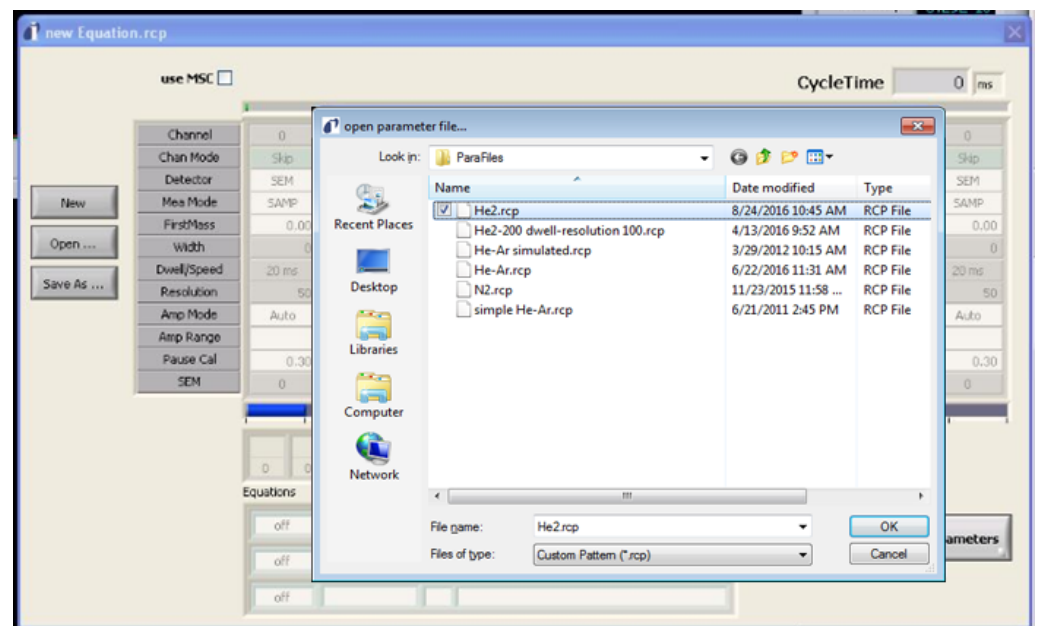 new Equation.rcp
use MSC
CycleTime 0 ms
open parameter file...
Look in: ParaFiles
Name Date modified Type
He2.rcp 8/24/2016 10:45 AM RCP File
He2-200 dwell-resolution 100.rcp 4/13/2016 9:52 AM RCP File
He-Ar simulated.rcp 3/29/2012 10:15 AM RCP File
He-Ar.rcp 6/22/2016 11:31 AM RCP File
N2.rcp 11/23/2015 11:58 ... RCP File
simple He-Ar.rcp 6/21/2011 2:45 PM RCP File
Recent Places
Desktop
Libraries
Computer
Network
File name: He2.rcp OK
Files of type: Custom Pattern (*.rcp) Cancel
New
Open ...
Save As ...
Channel 0 0
Chan Mode Skip Skip
Detector SEM SEM
Mea Mode SAMP SAMP
FirstMass 0.00 0.00
Width 0 0
Dwell/Speed 20 ms 20 ms
Resolution 50 50
Amp Mode Auto Auto
Amp Range
Pause Cal 0.30 0.30
SEM 0 0
0 0
Equations
off
off
off